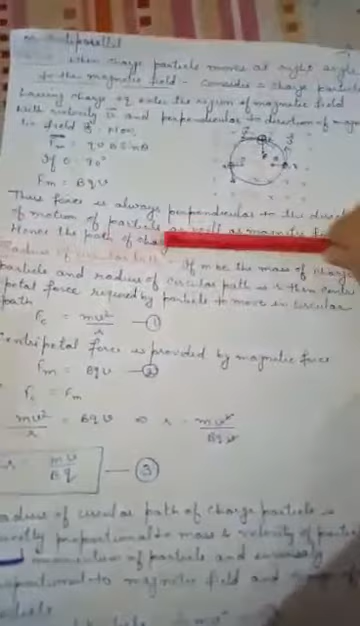 antiparallel
When charge particle moves at right angle
to the magnetic field - Consider a charge particle
having charge q enter the region of magnetic field
with velocity v and perpendicular to direction of
field B. Now,
Fm = qvB sinθ
If θ = 90°
Fm = Bqv
This force is always perpendicular to the
of motion of particle as well as magnetic
Hence the path of
If m be the mass of charge
particle and radius of circular path is r then
petal force required by particle to move in circular
path
Fc = mv²/r — ①
Centripetal force is provided by magnetic force
Fm = Bqv — ②
Fc = Fm
mv²/r = Bqv ⇒ r = mv²/Bqv
r = mv/Bq — ③
radius of circular path of charge particle is
proportional to mass & velocity of
momentum of particle and inversely
proportional to magnetic field and